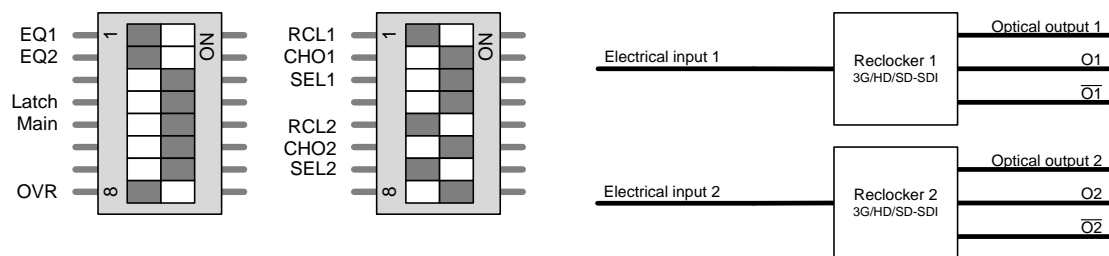 EQ1
EQ2
Latch
Main
OVR
1
8
ON
RCL1
CHO1
SEL1
RCL2
CHO2
SEL2
1
8
ON
Electrical input 1
Reclocker 1
3G/HD/SD-SDI
Optical output 1
O1
O1
Electrical input 2
Reclocker 2
3G/HD/SD-SDI
Optical output 2
O2
O2